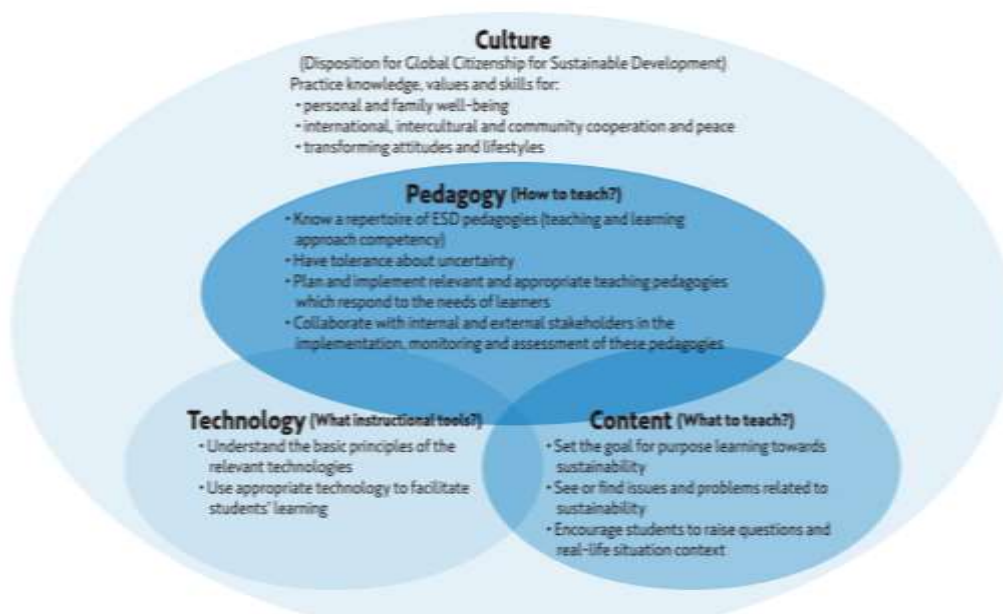 Culture
(Disposition for Global Citizenship for Sustainable Development)
Practice knowledge, values and skills for:
• personal and family well-being
• international, intercultural and community cooperation and peace
• transforming attitudes and lifestyles
Pedagogy (How to teach?)
• Know a repertoire of ESD pedagogies (teaching and learning
approach competency)
• Have tolerance about uncertainty
• Plan and implement relevant and appropriate teaching pedagogies
which respond to the needs of learners
• Collaborate with internal and external stakeholders in the
implementation, monitoring and assessment of these pedagogies
Technology (What instructional tools?)
• Understand the basic principles of the
relevant technologies
• Use appropriate technology to facilitate
students' learning
Content (What to teach?)
• Set the goal for purpose learning towards
sustainability
• See or find issues and problems related to
sustainability
• Encourage students to raise questions and
real-life situation context